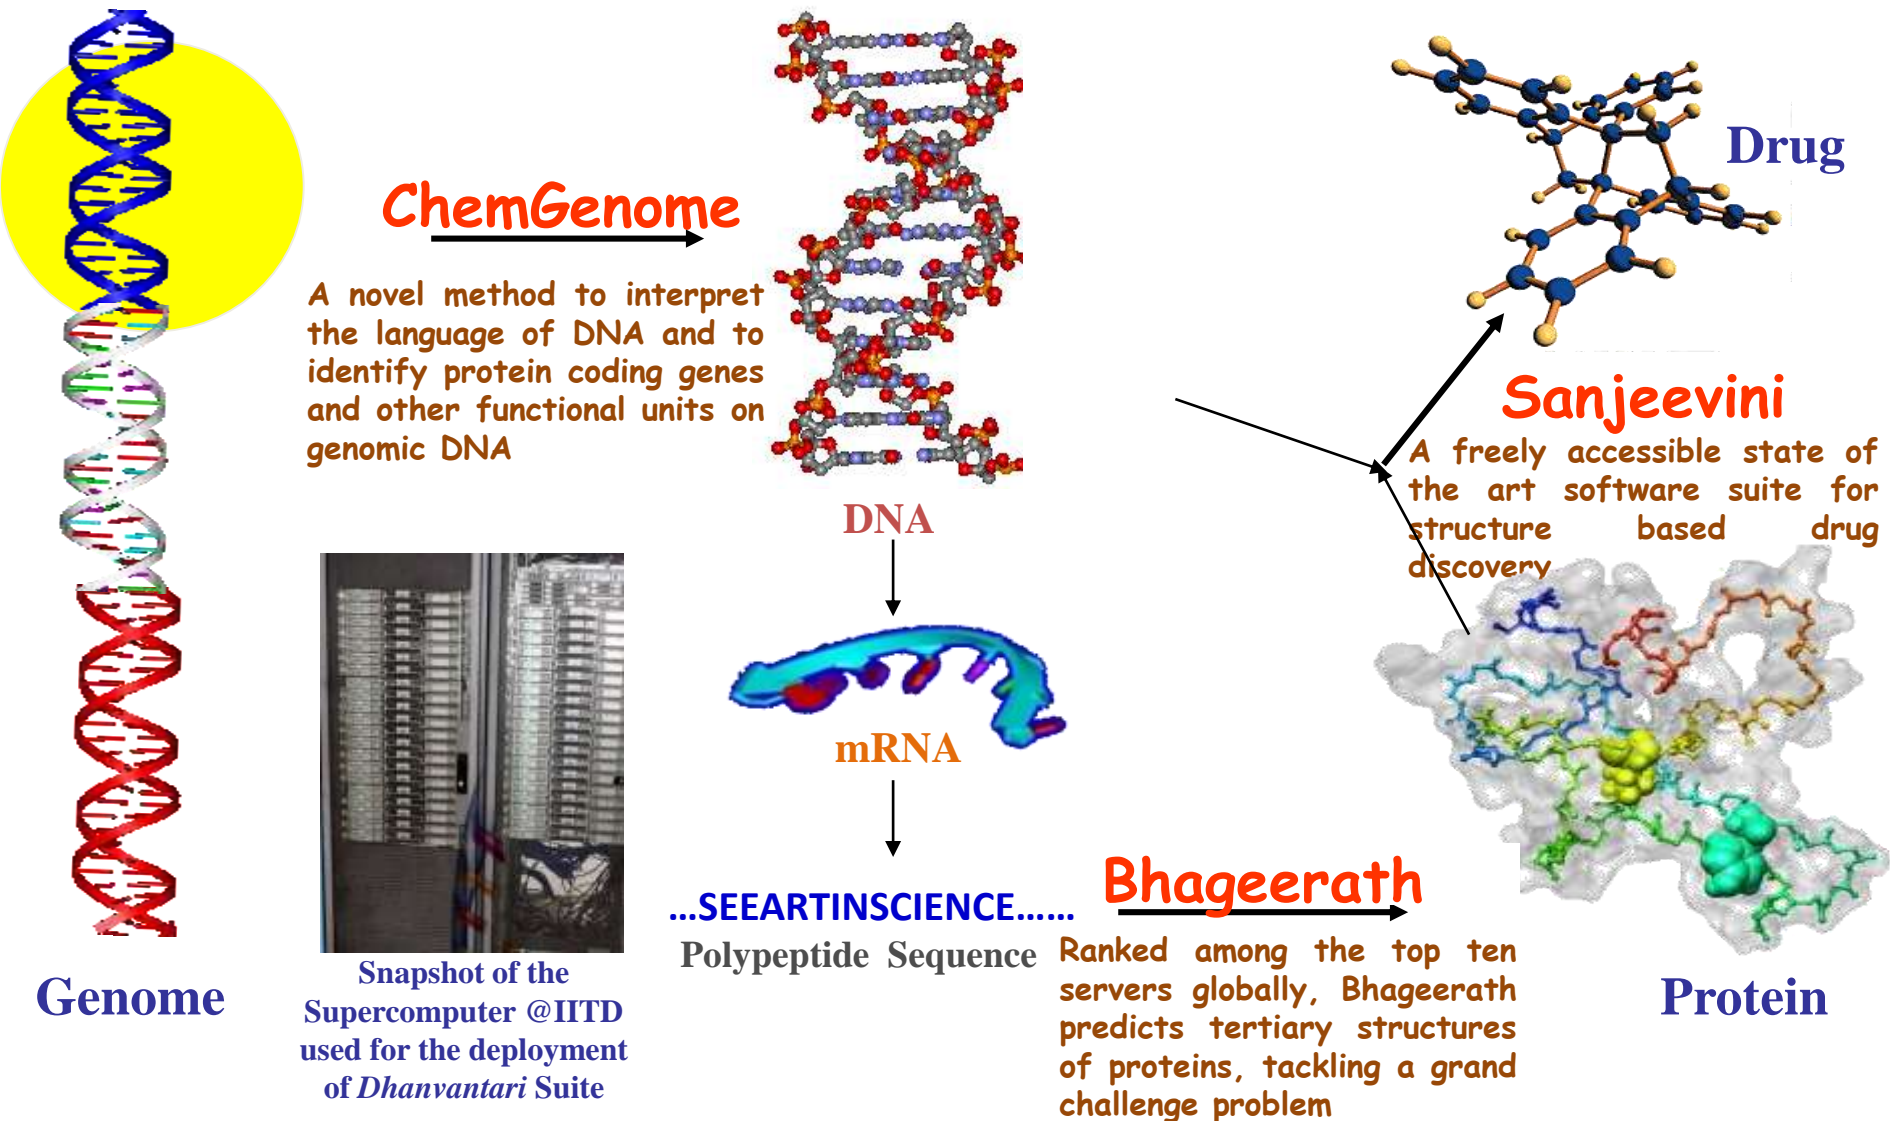 ChemGenome
A novel method to interpret
the language of DNA and to
identify protein coding genes
and other functional units on
genomic DNA
Drug
Sanjeevini
A freely accessible state of
the art software suite for
structure based drug
discovery
DNA
mRNA
...SEEARTINSCIENCE......
Polypeptide Sequence
Bhageerath
Ranked among the top ten
servers globally, Bhageerath
predicts tertiary structures
of proteins, tackling a grand
challenge problem
Protein
Genome
Snapshot of the
Supercomputer @IITD
used for the deployment
of Dhanvantari Suite